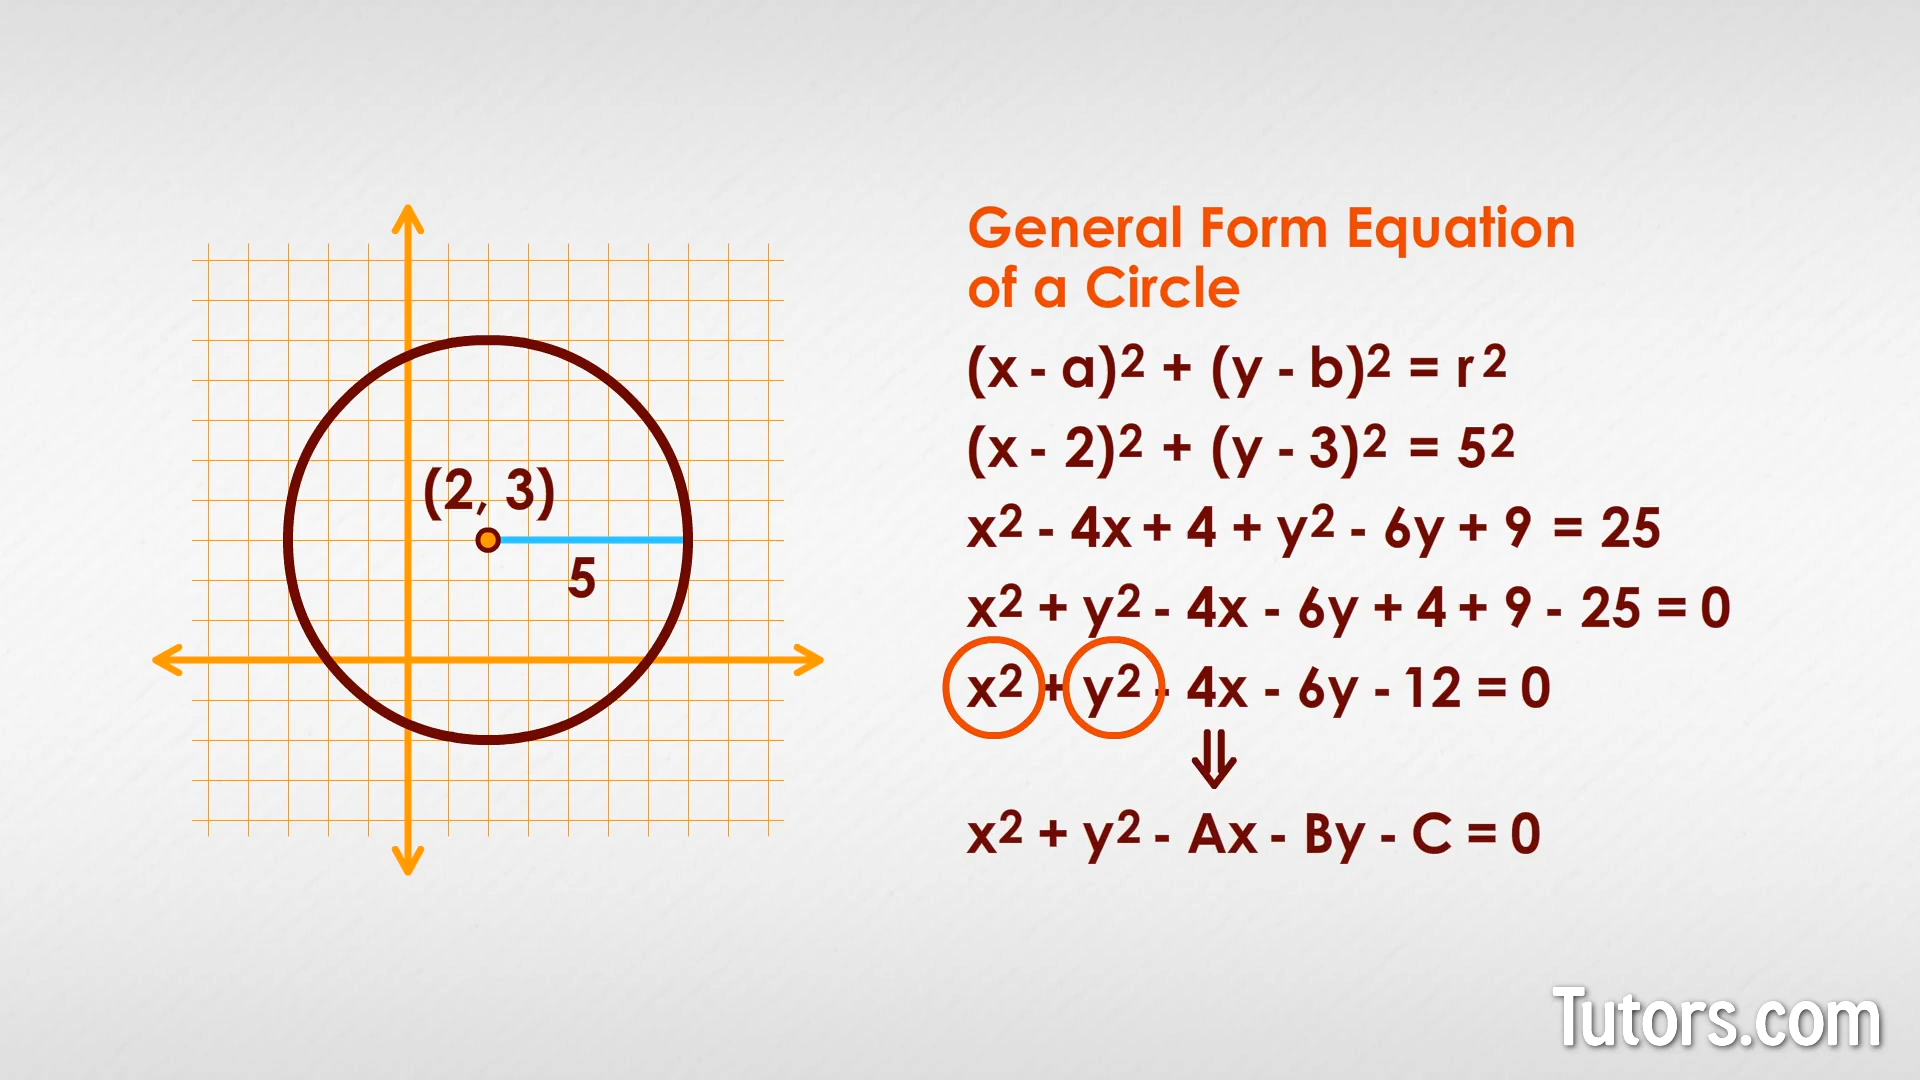 General Form Equation
of a Circle
(x - a)² + (y - b)² = r²
(x - 2)² + (y - 3)² = 5²
x² - 4x + 4 + y² - 6y + 9 = 25
x² + y² - 4x - 6y + 4 + 9 - 25 = 0
x² + y² - 4x - 6y - 12 = 0
⇓
x² + y² - Ax - By - C = 0
(2, 3)
5
Tutors.com